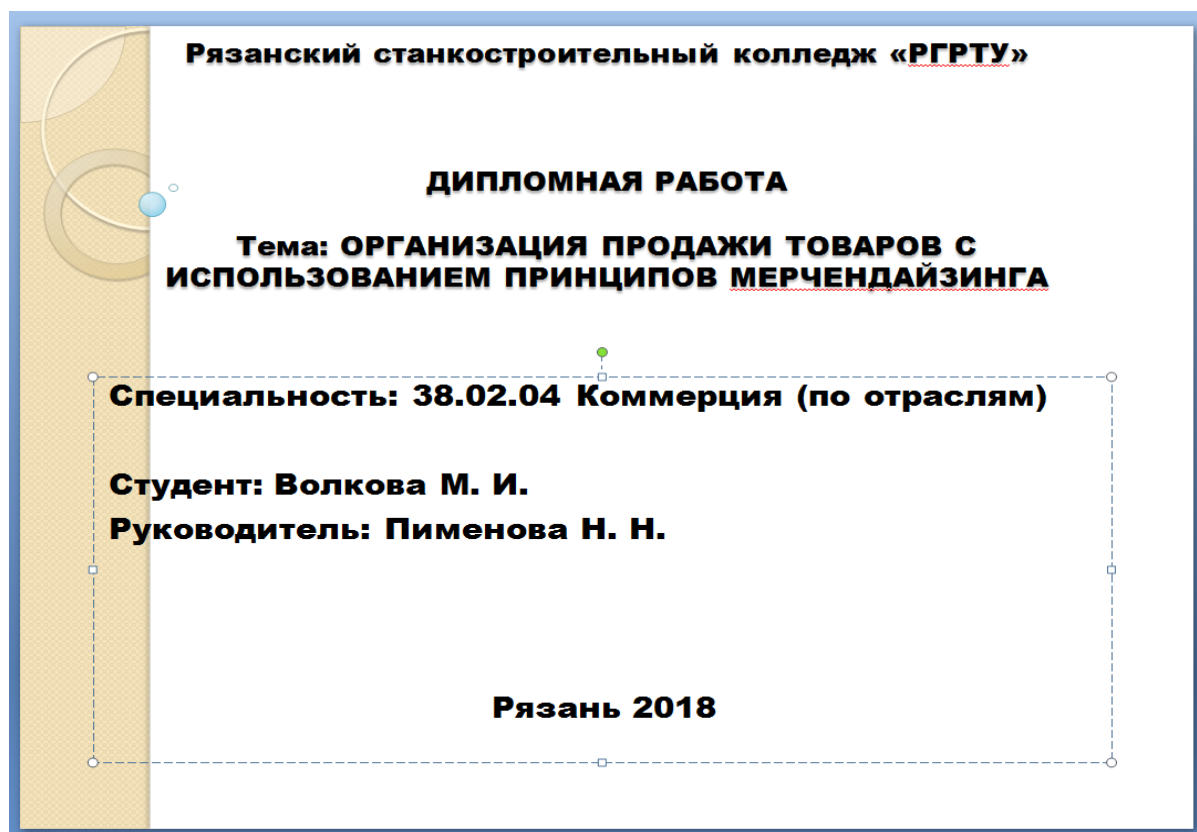 Рязанский станкостроительный колледж «РГРТУ»
ДИПЛОМНАЯ РАБОТА
Тема: ОРГАНИЗАЦИЯ ПРОДАЖИ ТОВАРОВ С
ИСПОЛЬЗОВАНИЕМ ПРИНЦИПОВ МЕРЧЕНДАЙЗИНГА
Специальность: 38.02.04 Коммерция (по отраслям)
Студент: Волкова М. И.
Руководитель: Пименова Н. Н.
Рязань 2018